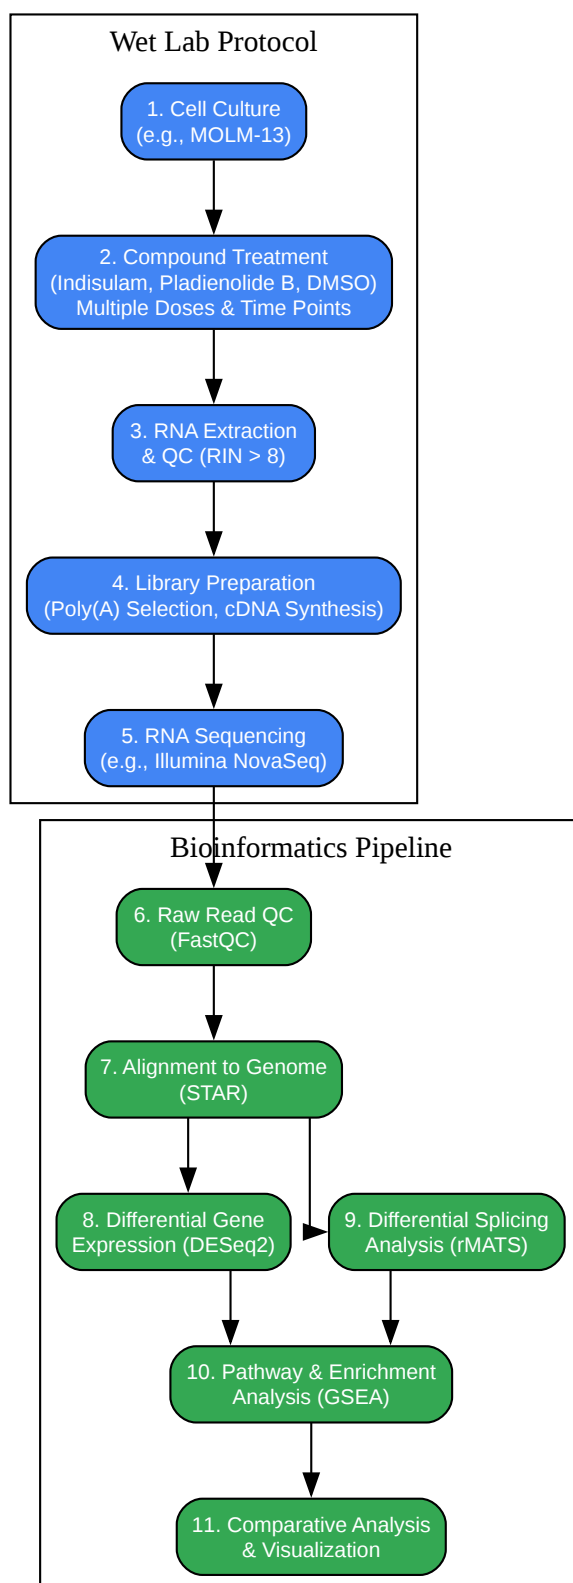 Wet Lab Protocol
1. Cell Culture
(e.g., MOLM-13)
2. Compound Treatment
(Indisulam, Pladienolide B, DMSO)
Multiple Doses & Time Points
3. RNA Extraction
& QC (RIN > 8)
4. Library Preparation
(Poly(A) Selection, cDNA Synthesis)
5. RNA Sequencing
(e.g., Illumina NovaSeq)
Bioinformatics Pipeline
6. Raw Read QC
(FastQC)
7. Alignment to Genome
(STAR)
8. Differential Gene
Expression (DESeq2)
9. Differential Splicing
Analysis (rMATS)
10. Pathway & Enrichment
Analysis (GSEA)
11. Comparative Analysis
& Visualization